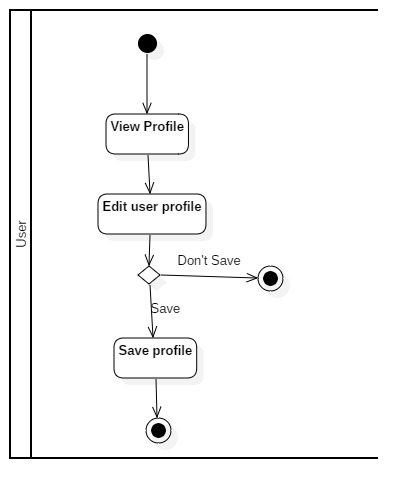 User
View Profile
Edit user profile
Don't Save
Save
Save profile